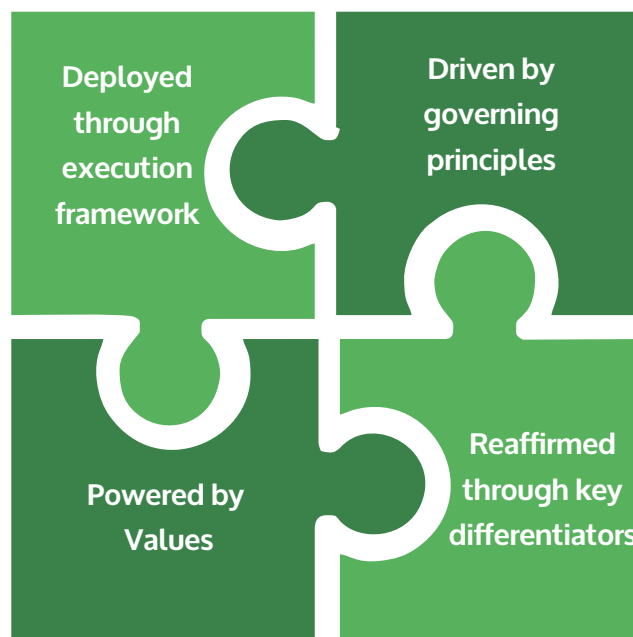 Deployed
through
execution
framework
Driven by
governing
principles
Powered by
Values
Reaffirmed
through key
differentiators